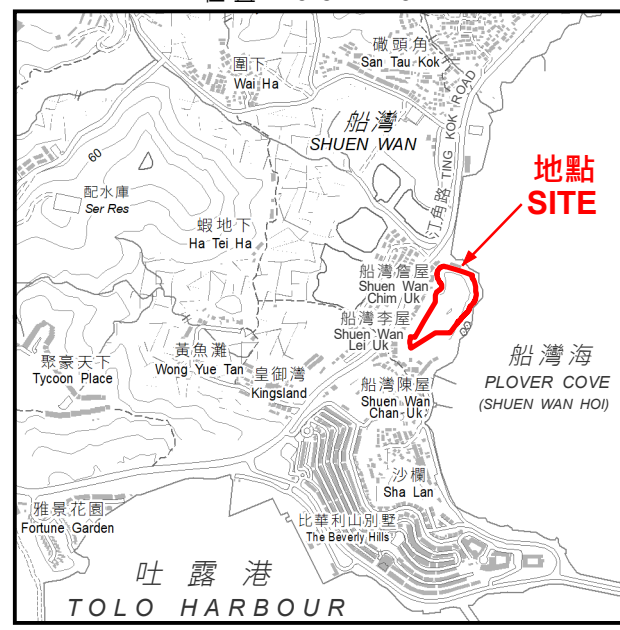 圍下
Wai Ha
磡頭角
San Tau Kok
船灣
SHUEN WAN
汀角路 TING KOK ROAD
60
配水庫
Ser Res
地點
SITE
蝦地下
Ha Tei Ha
船灣詹屋
Shuen Wan
Chim Uk
船灣李屋
Shuen Wan
Lei Uk
船灣海
PLOVER COVE
(SHUEN WAN HOI)
聚豪天下
Tycoon Place
黃魚灘
Wong Yue Tan
皇御灣
Kingsland
船灣陳屋
Shuen Wan
Chan Uk
沙欄
Sha Lan
雅景花園
Fortune Garden
比華利山別墅
The Beverly Hills
吐露港
TOLO HARBOUR